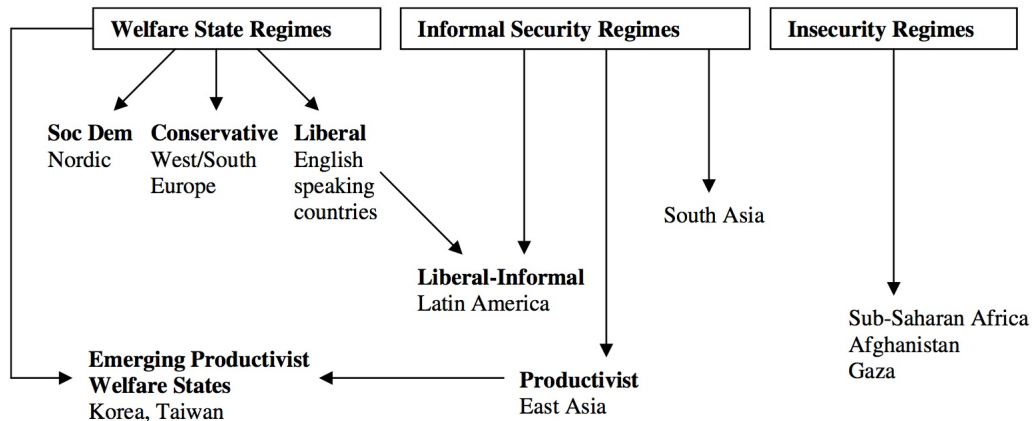 Welfare State Regimes
Informal Security Regimes
Insecurity Regimes
Soc Dem
Nordic
Conservative
West/South
Europe
Liberal
English
speaking
countries
South Asia
Liberal-Informal
Latin America
Sub-Saharan Africa
Afghanistan
Gaza
Emerging Productivist
Welfare States
Korea, Taiwan
Productivist
East Asia